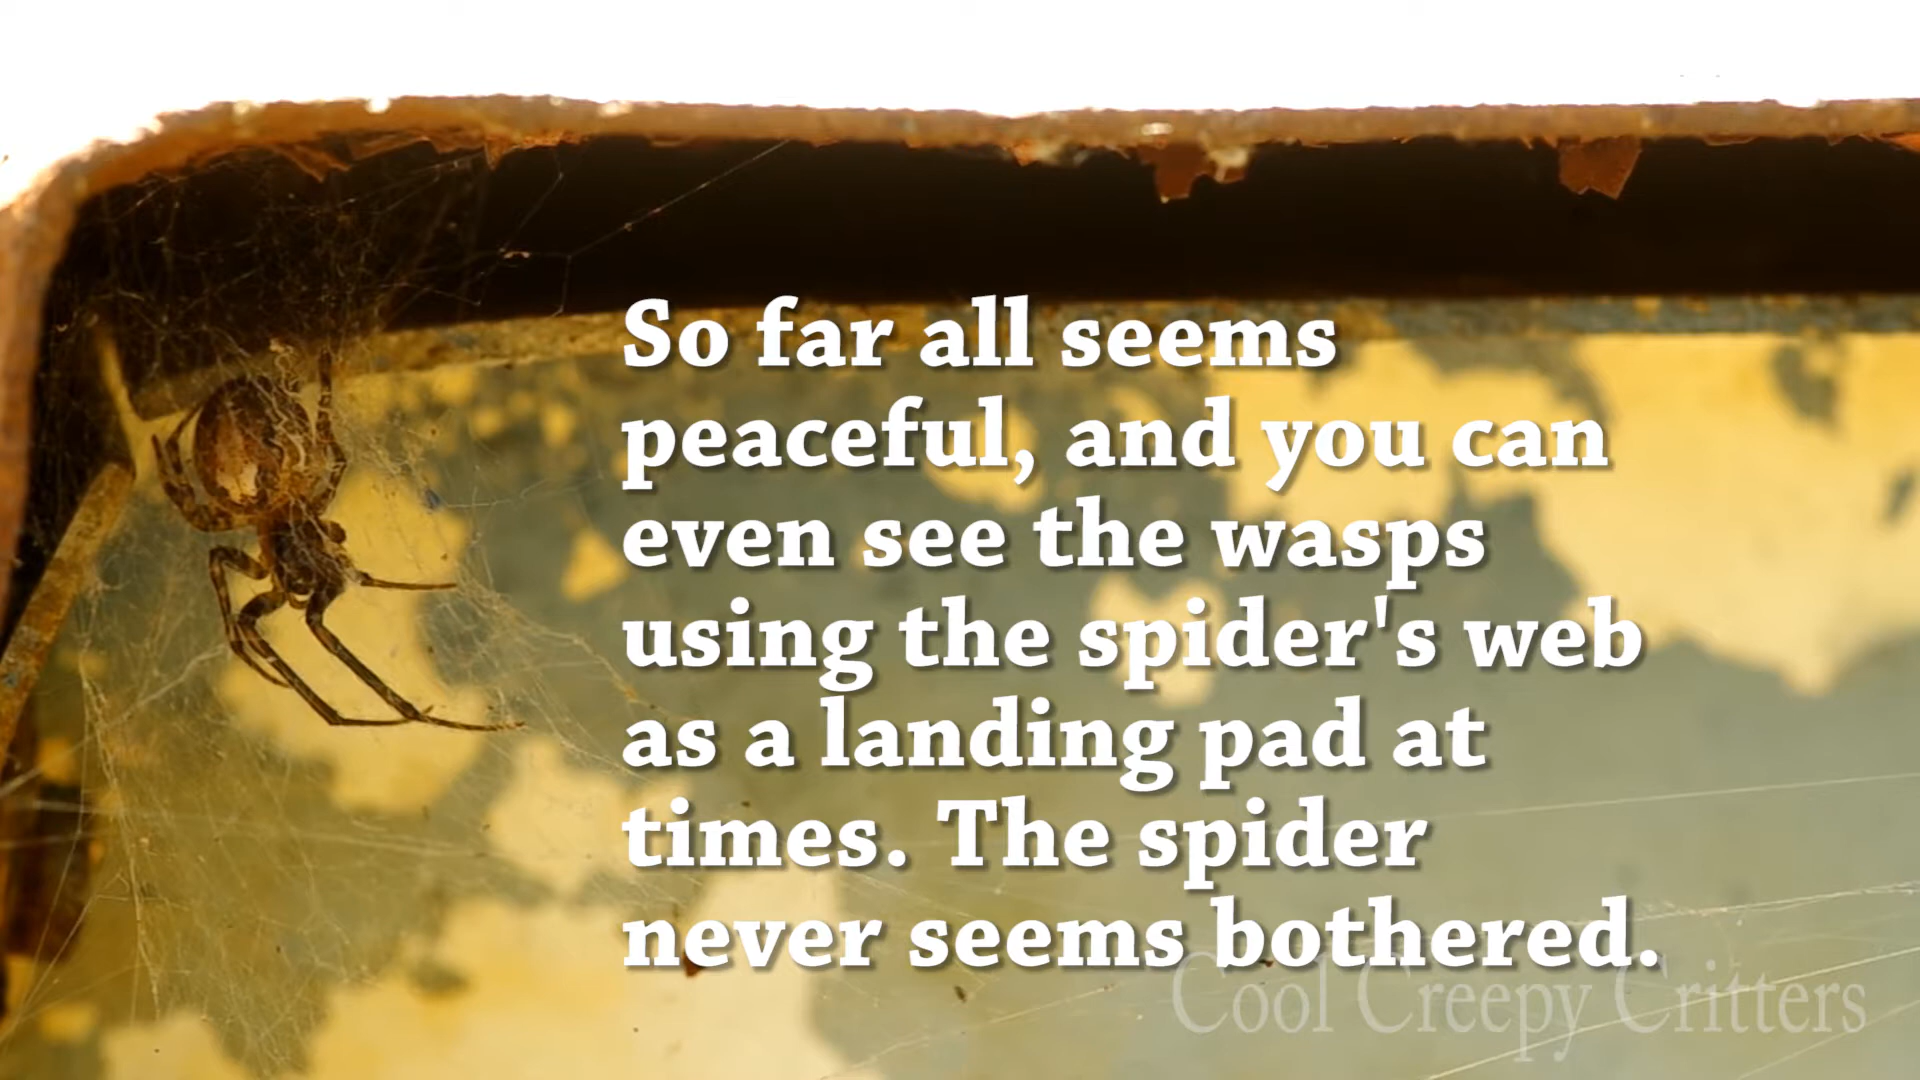 So far all seems
peaceful, and you can
even see the wasps
using the spider's web
as a landing pad at
times. The spider
never seems bothered.
Cool Creepy Critters